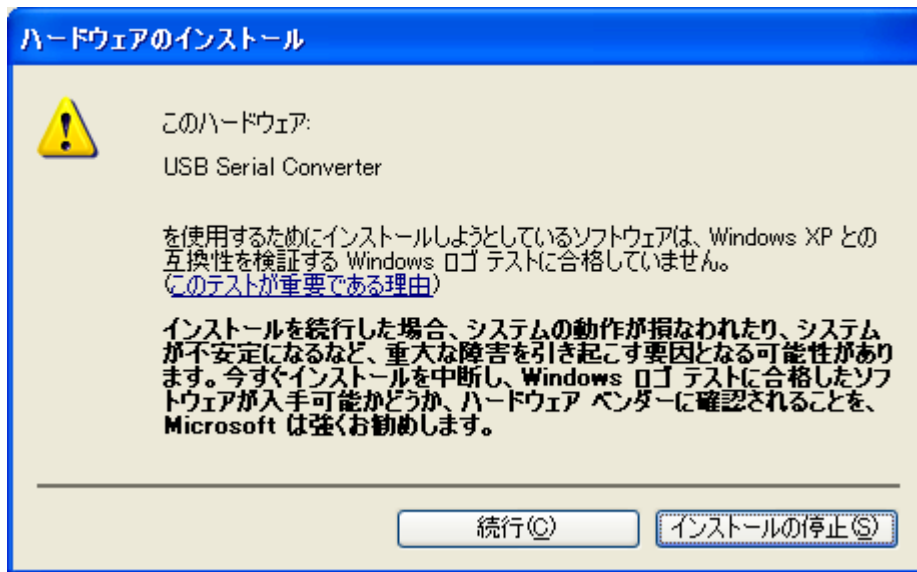 ハードウェアのインストール
このハードウェア:
USB Serial Converter
を使用するためにインストールしようとしているソフトウェアは、Windows XP との
互換性を検証する Windows ロゴ テストに合格していません。
(このテストが重要である理由)
インストールを続行した場合、システムの動作が損なわれたり、システム
が不安定になるなど、重大な障害を引き起こす要因となる可能性があり
ます。今すぐインストールを中断し、Windows ロゴ テストに合格したソフ
トウェアが入手可能かどうか、ハードウェア ベンダーに確認されることを、
Microsoft は強くお勧めします。
続行(C) インストールの停止(S)